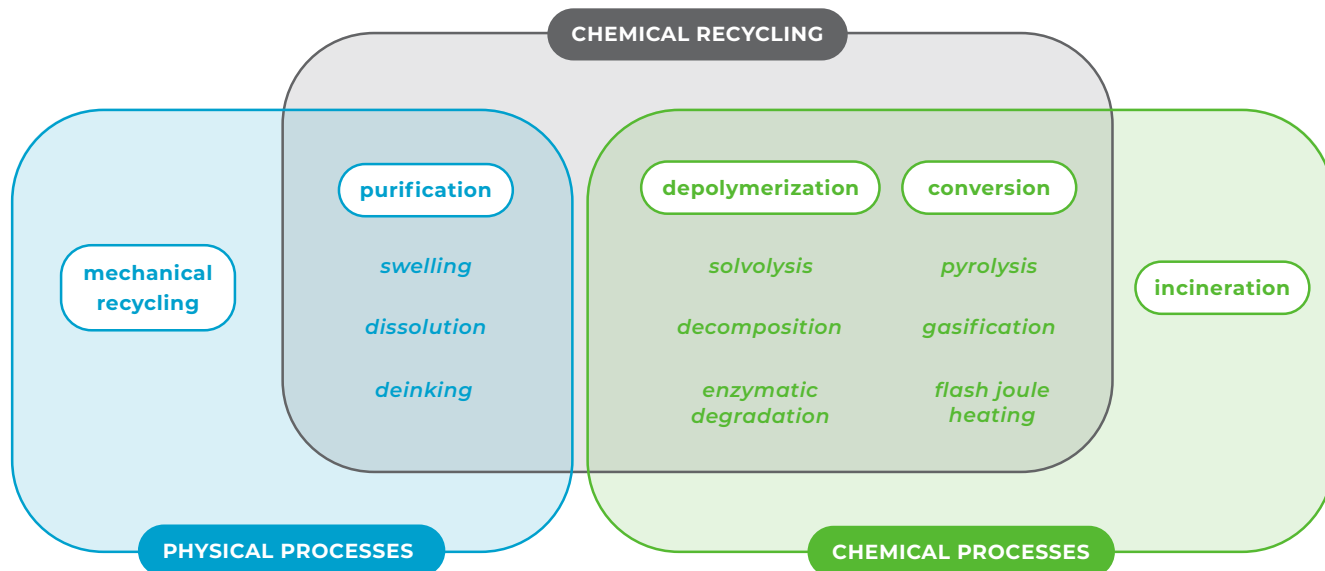 CHEMICAL RECYCLING
purification
swelling
dissolution
deinking
mechanical
recycling
depolymerization
solvolysis
decomposition
enzymatic
degradation
conversion
pyrolysis
gasification
flash joule
heating
incineration
PHYSICAL PROCESSES
CHEMICAL PROCESSES